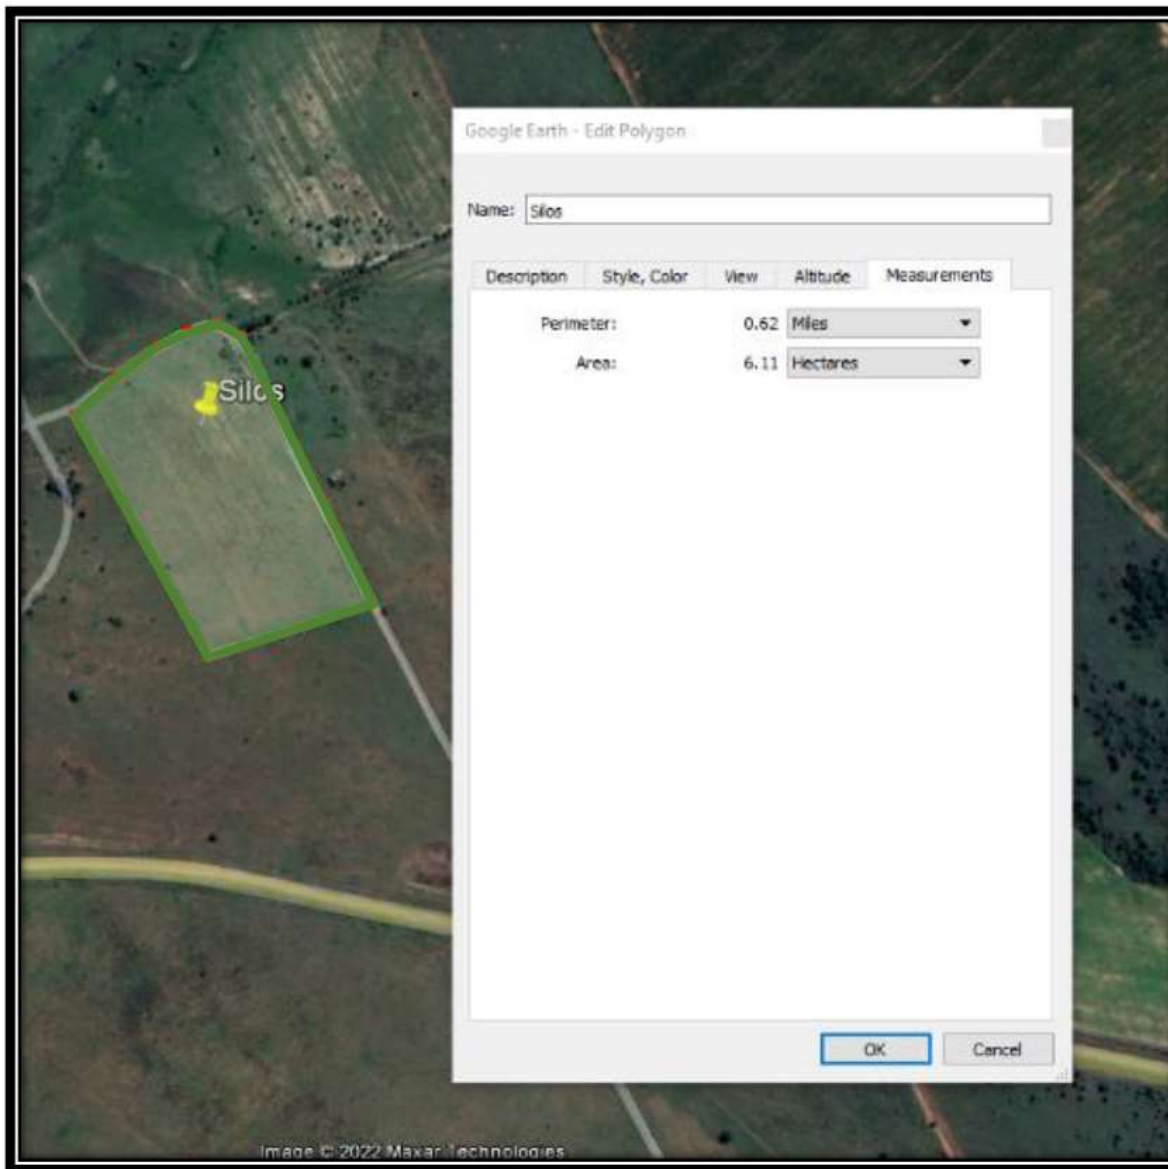 Google Earth - Edit Polygon
Name: Silos
Description Style, Color View Altitude Measurements
Perimeter: 0.62 Miles
Area: 6.11 Hectares
Silos
OK Cancel
Image © 2022 Maxar Technologies